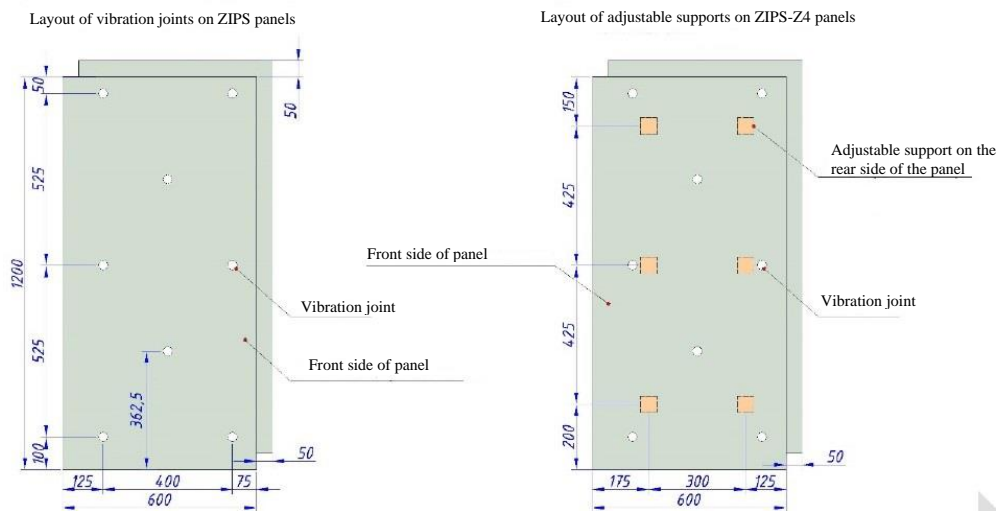 Layout of vibration joints on ZIPS panels
50
50
525
1200
525
362,5
100
Vibration joint
Front side of panel
50
125
400
75
600
Layout of adjustable supports on ZIPS-Z4 panels
150
Adjustable support on the
rear side of the panel
425
Front side of panel
Vibration joint
425
200
50
175
300
125
600